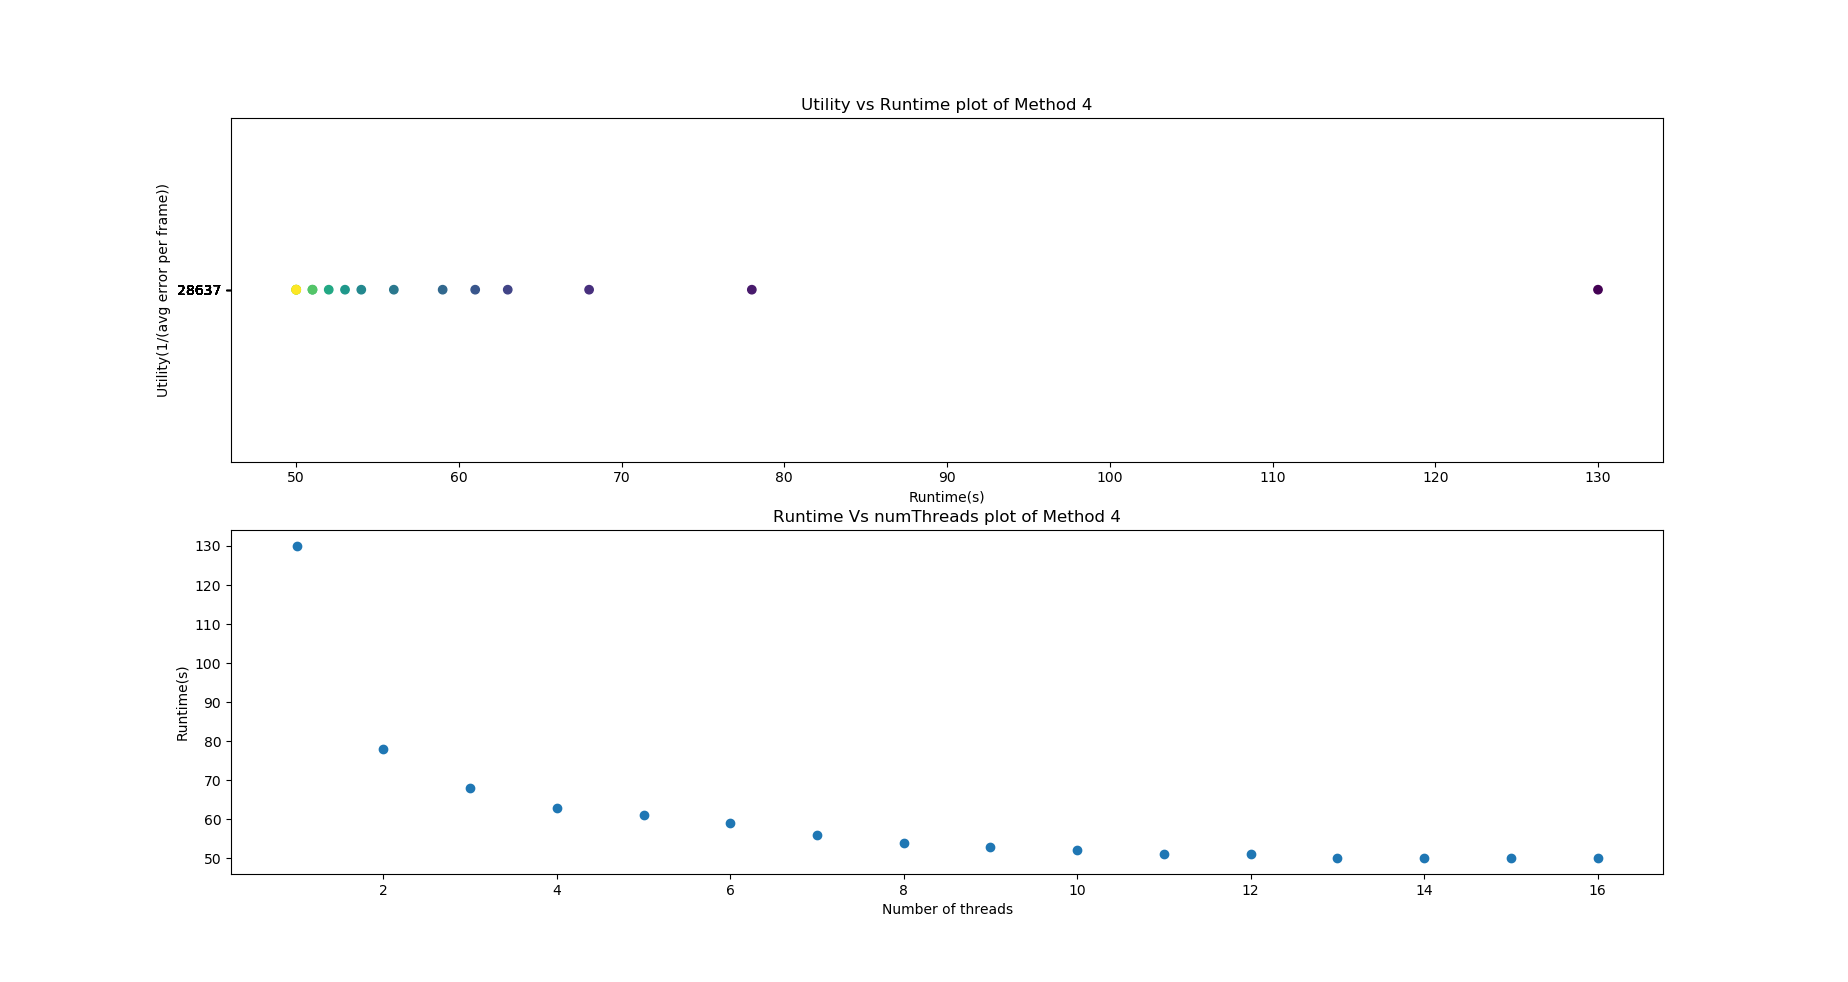 Utility vs Runtime plot of Method 4
Utility(1/(avg error per frame))
50 60 70 80 90 100 110 120 130
Runtime(s)
Runtime Vs numThreads plot of Method 4
Runtime(s)
130
120
110
100
90
80
70
60
50
2 4 6 8 10 12 14 16
Number of threads